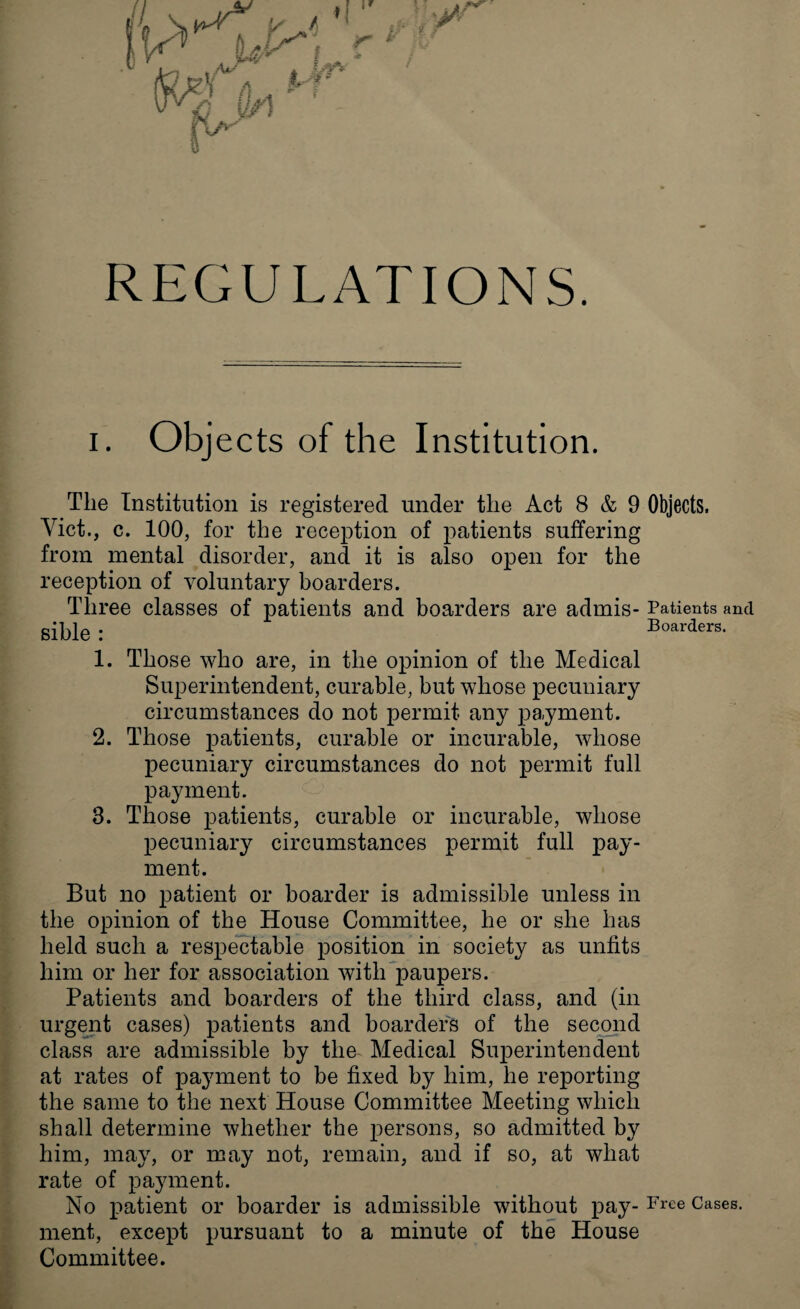 REGULATIONS.
I. Objects of the Institution.
The Institution is registered under the Act 8 & 9 Objects.
Vict., c. 100, for the reception of patients suffering
from mental disorder, and it is also open for the
reception of voluntary boarders.
Three classes of patients and boarders are admis- Patients and
sible : Boarders.
1. Those who are, in the opinion of the Medical
Superintendent, curable, but whose pecuniary
circumstances do not permit any payment.
2. Those patients, curable or incurable, whose
pecuniary circumstances do not permit full
payment.
3. Those patients, curable or incurable, whose
pecuniary circumstances permit full pay-
ment.
But no patient or boarder is admissible unless in
the opinion of the House Committee, he or she has
held such a respectable position in society as unfits
him or her for association with paupers.
Patients and boarders of the third class, and (in
urgent cases) patients and boarders of the second
class are admissible by the Medical Superintendent
at rates of payment to be fixed by him, he reporting
the same to the next House Committee Meeting which
shall determine whether the persons, so admitted by
him, may, or may not, remain, and if so, at what
rate of payment.
No patient or boarder is admissible without pay- Free Cases.
ment, except pursuant to a minute of the House
Committee.